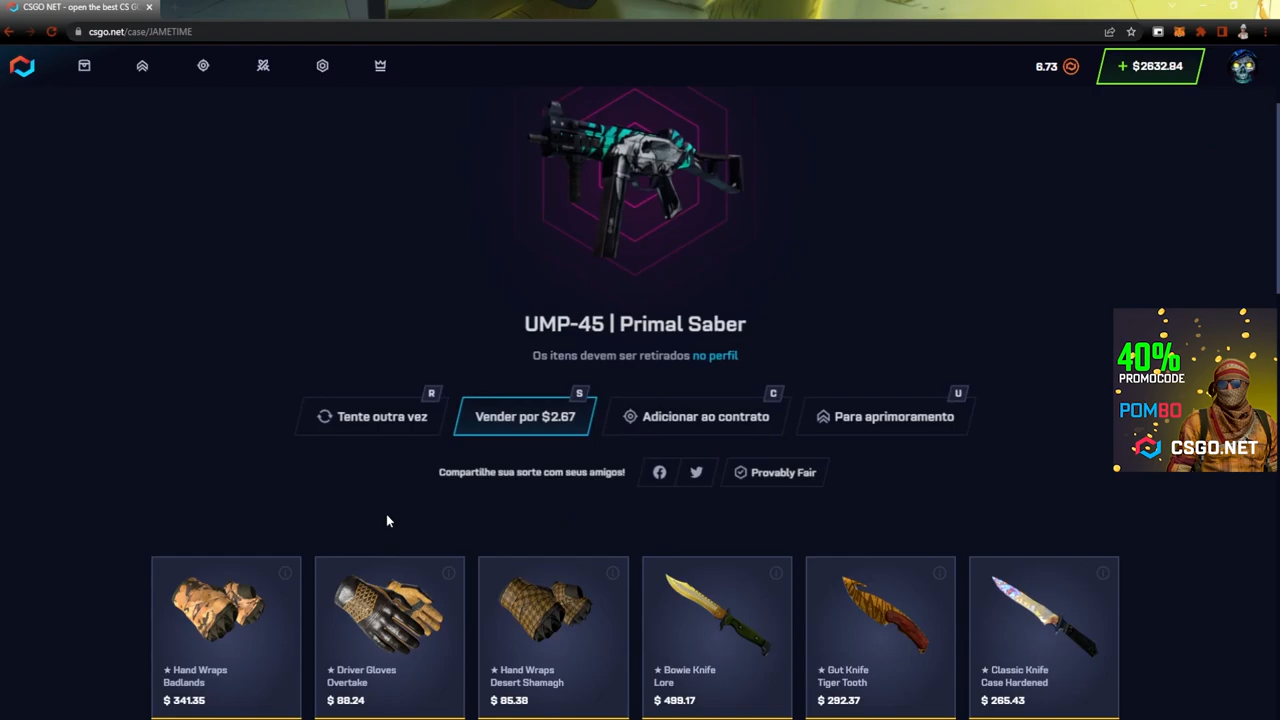 CSGO NET - open the best CS G
csgo.net/case/JAMETIME
6.73
+ $2632.84
UMP-45 | Primal Saber
Os itens devem ser retirados no perfil
R
S
C
U
Tente outra vez
Vender por $2.67
Adicionar ao contrato
Para aprimoramento
Compartilhe sua sorte com seus amigos!
Provably Fair
40%
PROMOCODE
POMBO
CSGO.NET
★ Hand Wraps
Badlands
$ 341.35
★ Driver Gloves
Overtake
$ 88.24
★ Hand Wraps
Desert Shamagh
$ 85.38
★ Bowie Knife
Lore
$ 499.17
★ Gut Knife
Tiger Tooth
$ 292.37
★ Classic Knife
Case Hardened
$ 265.43